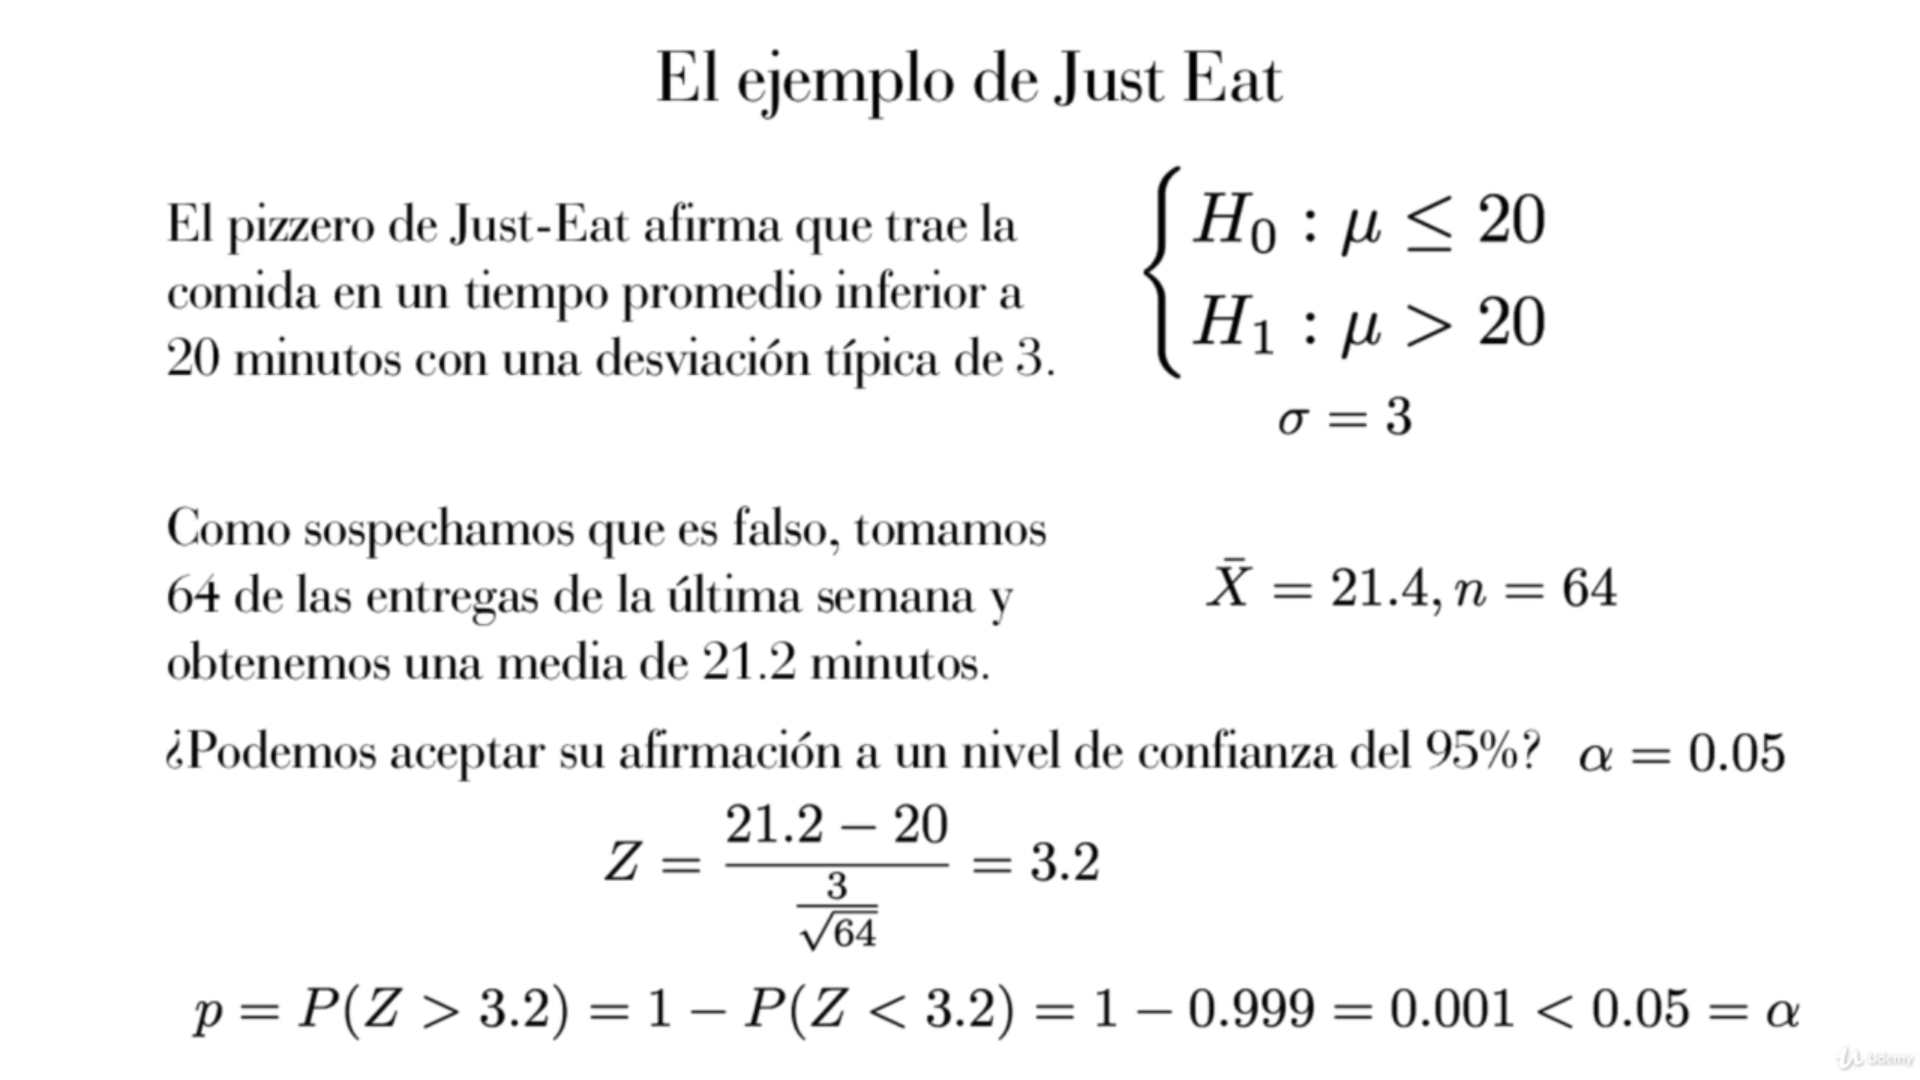 El ejemplo de Just Eat
El pizzero de Just-Eat afirma que trae la
comida en un tiempo promedio inferior a
20 minutos con una desviación típica de 3.
H₀ : μ ≤ 20
H₁ : μ > 20
σ = 3
Como sospechamos que es falso, tomamos
64 de las entregas de la última semana y
obtenemos una media de 21.2 minutos.
X̄ = 21.4, n = 64
¿Podemos aceptar su afirmación a un nivel de confianza del 95%? α = 0.05
Z = (21.2 − 20) / (3/√64) = 3.2
p = P(Z > 3.2) = 1 − P(Z < 3.2) = 1 − 0.999 = 0.001 < 0.05 = α
Udemy